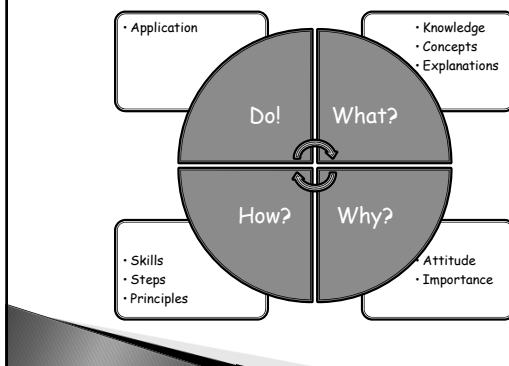 • Application
• Knowledge
• Concepts
• Explanations
Do!
What?
How?
Why?
• Skills
• Steps
• Principles
• Attitude
• Importance